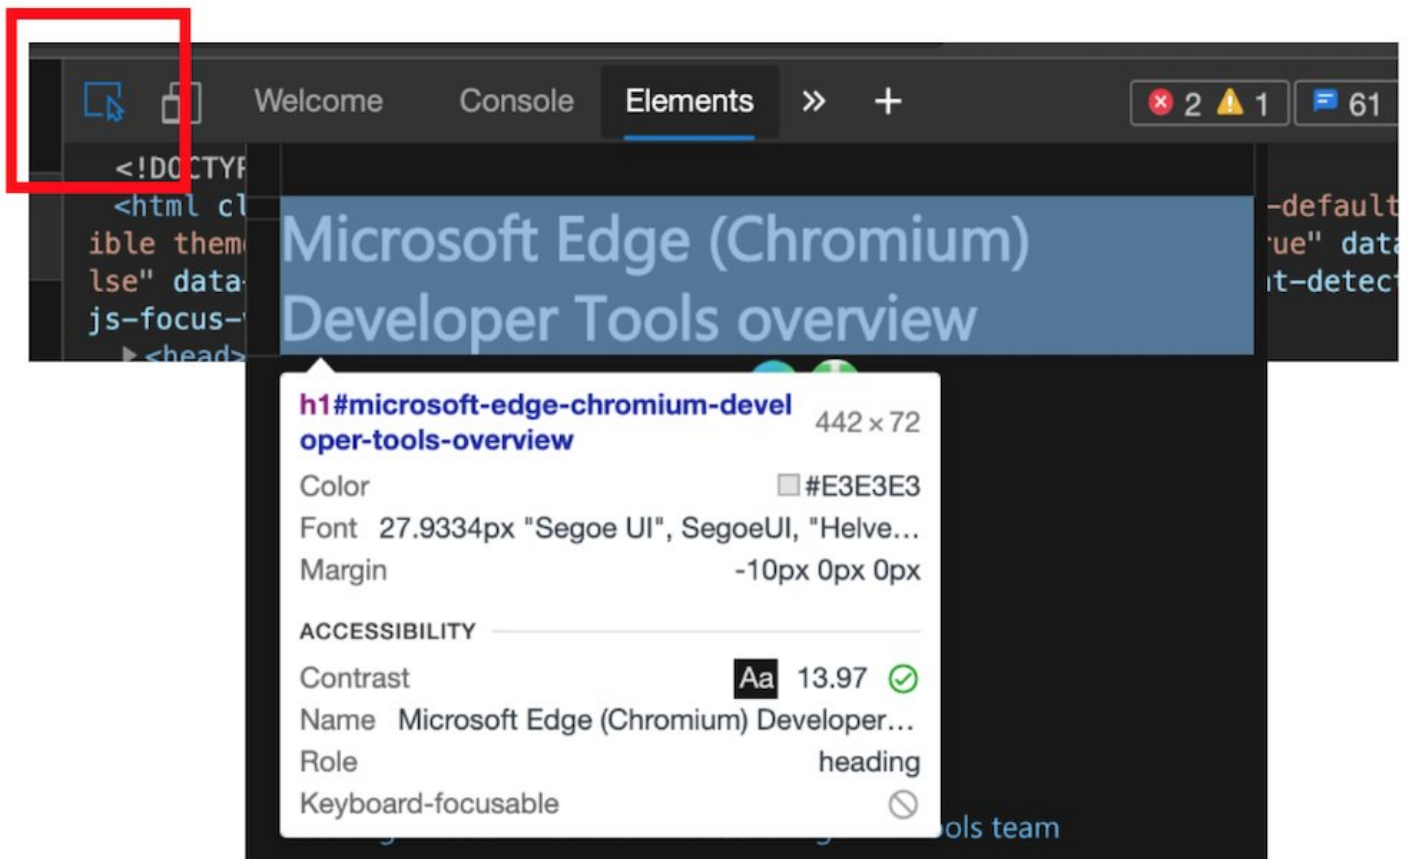 Welcome Console Elements » + 2 1 61
<!DOCTYP
<html cl -default
ible them rue" data
lse" data- nt-detect
js-focus-
<head>
Microsoft Edge (Chromium)
Developer Tools overview
h1#microsoft-edge-chromium-devel
oper-tools-overview
442 × 72
Color #E3E3E3
Font 27.9334px "Segoe UI", SegoeUI, "Helve...
Margin -10px 0px 0px
ACCESSIBILITY
Contrast Aa 13.97
Name Microsoft Edge (Chromium) Developer...
Role heading
Keyboard-focusable
ols team